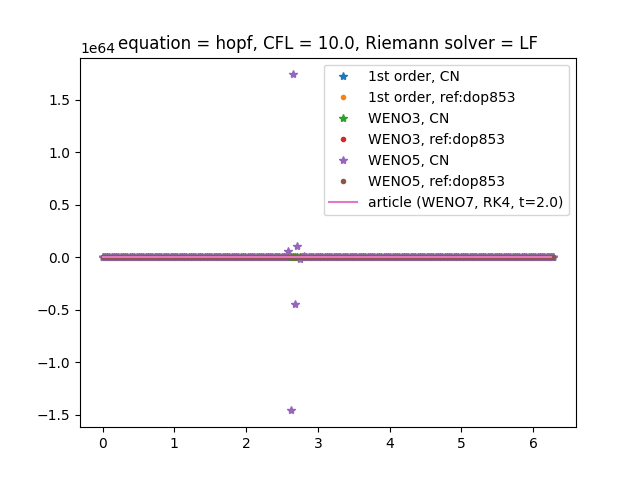 equation = hopf, CFL = 10.0, Riemann solver = LF
1e64
1st order, CN
1st order, ref:dop853
WENO3, CN
WENO3, ref:dop853
WENO5, CN
WENO5, ref:dop853
article (WENO7, RK4, t=2.0)
1.5
1.0
0.5
0.0
−0.5
−1.0
−1.5
0 1 2 3 4 5 6